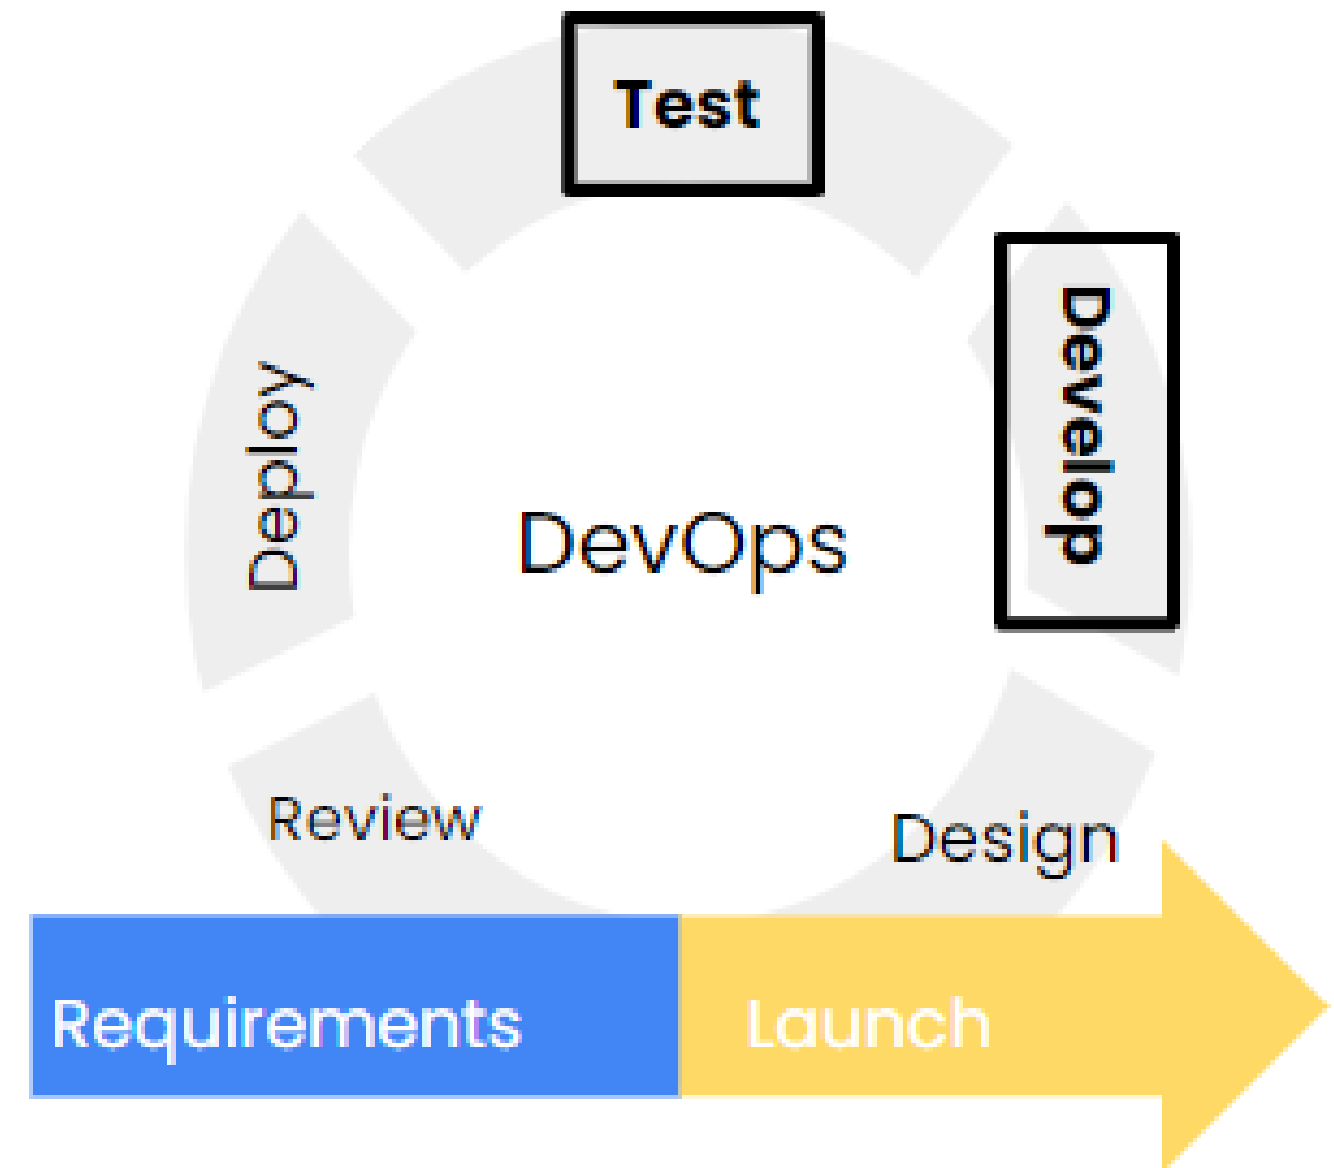 Test
Develop
Deploy
DevOps
Review
Design
Requirements
Launch